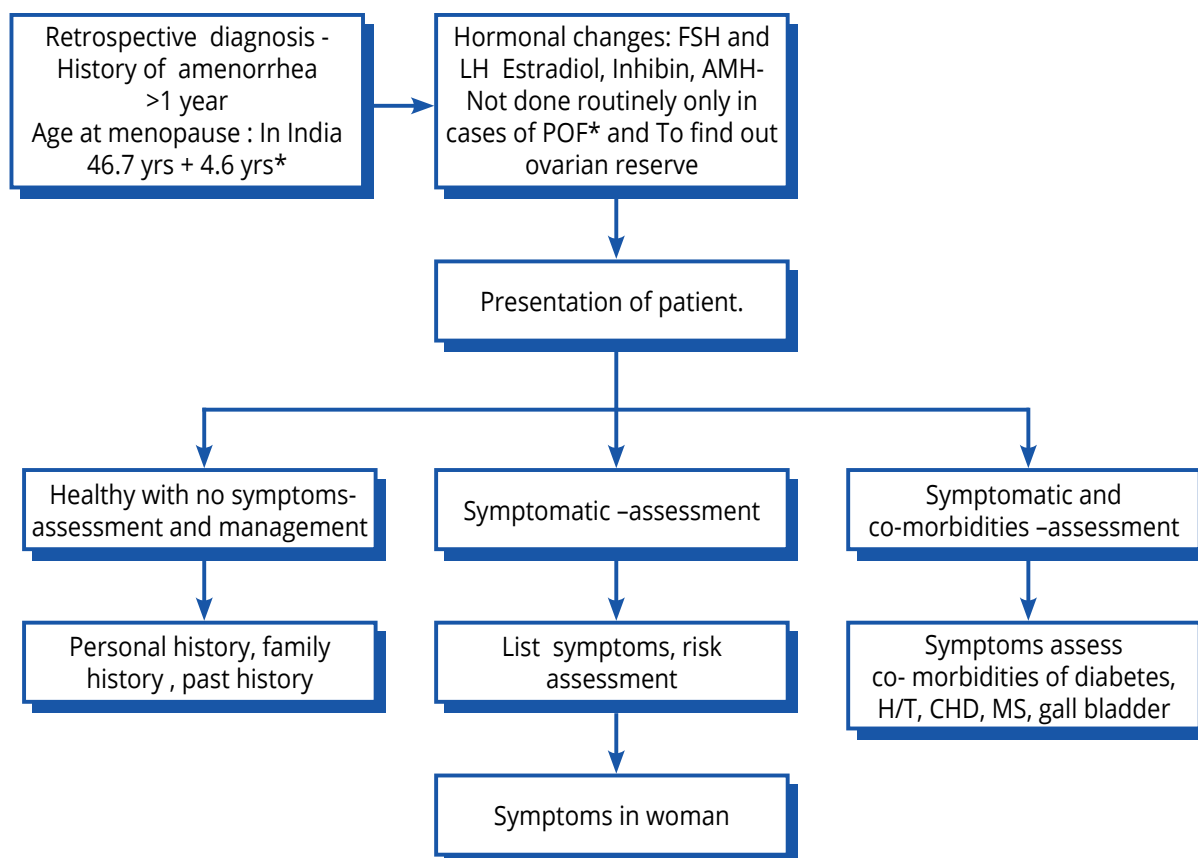 Retrospective diagnosis -
History of amenorrhea
>1 year
Age at menopause : In India
46.7 yrs + 4.6 yrs*
Hormonal changes: FSH and
LH Estradiol, Inhibin, AMH-
Not done routinely only in
cases of POF* and To find out
ovarian reserve
Presentation of patient.
Healthy with no symptoms-
assessment and management
Symptomatic –assessment
Symptomatic and
co-morbidities –assessment
Personal history, family
history , past history
List symptoms, risk
assessment
Symptoms assess
co- morbidities of diabetes,
H/T, CHD, MS, gall bladder
Symptoms in woman